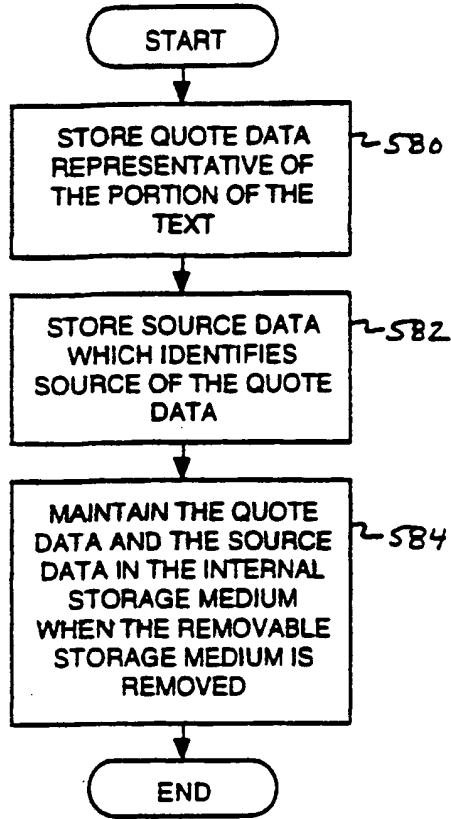 START
STORE QUOTE DATA
REPRESENTATIVE OF
THE PORTION OF THE
TEXT
580
STORE SOURCE DATA
WHICH IDENTIFIES
SOURCE OF THE QUOTE
DATA
582
MAINTAIN THE QUOTE
DATA AND THE SOURCE
DATA IN THE INTERNAL
STORAGE MEDIUM
WHEN THE REMOVABLE
STORAGE MEDIUM IS
REMOVED
584
END